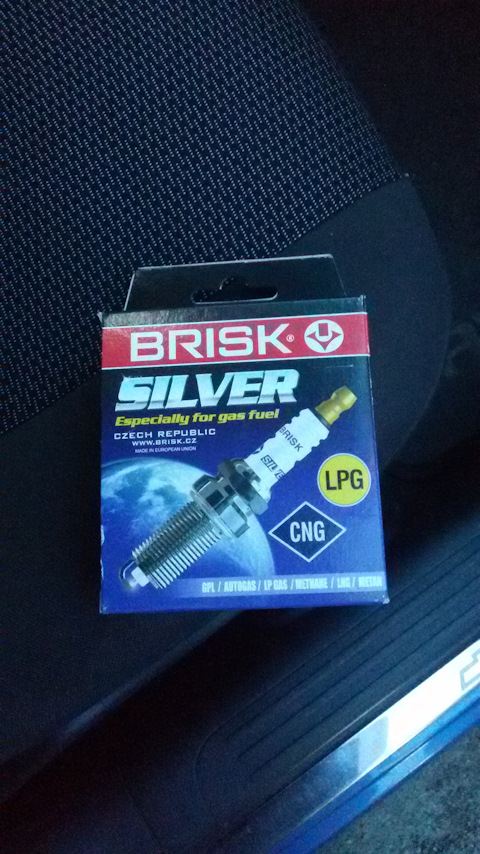 BRISK®
SILVER
Especially for gas fuel
CZECH REPUBLIC
WWW.BRISK.CZ
MADE IN EUROPEAN UNION
BRISK
SILVE
LPG
CNG
GPL / AUTOGAS / LP GAS / METHANE / LNG / METAN